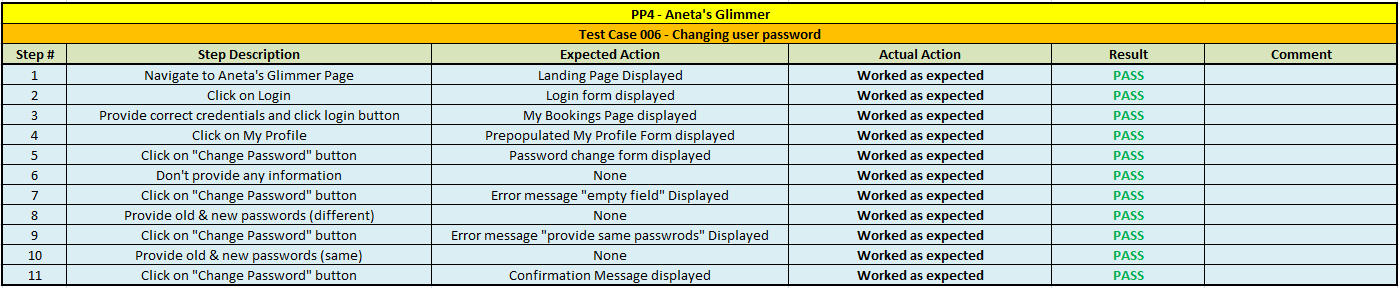 PP4 - Aneta's Glimmer
Test Case 006 - Changing user password
Step # Step Description Expected Action Actual Action Result Comment
1 Navigate to Aneta's Glimmer Page Landing Page Displayed Worked as expected PASS
2 Click on Login Login form displayed Worked as expected PASS
3 Provide correct credentials and click login button My Bookings Page displayed Worked as expected PASS
4 Click on My Profile Prepopulated My Profile Form displayed Worked as expected PASS
5 Click on "Change Password" button Password change form displayed Worked as expected PASS
6 Don't provide any information None Worked as expected PASS
7 Click on "Change Password" button Error message "empty field" Displayed Worked as expected PASS
8 Provide old & new passwords (different) None Worked as expected PASS
9 Click on "Change Password" button Error message "provide same passwrods" Displayed Worked as expected PASS
10 Provide old & new passwords (same) None Worked as expected PASS
11 Click on "Change Password" button Confirmation Message displayed Worked as expected PASS